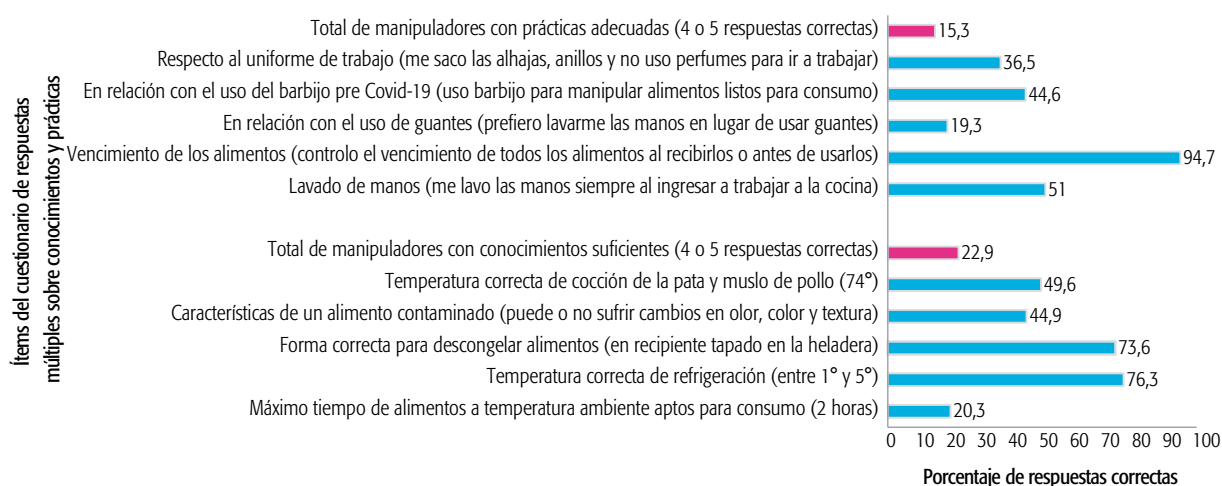 Ítems del cuestionario de respuestas
múltiples sobre conocimientos y prácticas
Total de manipuladores con prácticas adecuadas (4 o 5 respuestas correctas) 15,3
Respecto al uniforme de trabajo (me saco las alhajas, anillos y no uso perfumes para ir a trabajar) 36,5
En relación con el uso del barbijo pre Covid-19 (uso barbijo para manipular alimentos listos para consumo) 44,6
En relación con el uso de guantes (prefiero lavarme las manos en lugar de usar guantes) 19,3
Vencimiento de los alimentos (controlo el vencimiento de todos los alimentos al recibirlos o antes de usarlos) 94,7
Lavado de manos (me lavo las manos siempre al ingresar a trabajar a la cocina) 51
Total de manipuladores con conocimientos suficientes (4 o 5 respuestas correctas) 22,9
Temperatura correcta de cocción de la pata y muslo de pollo (74°) 49,6
Características de un alimento contaminado (puede o no sufrir cambios en olor, color y textura) 44,9
Forma correcta para descongelar alimentos (en recipiente tapado en la heladera) 73,6
Temperatura correcta de refrigeración (entre 1° y 5°) 76,3
Máximo tiempo de alimentos a temperatura ambiente aptos para consumo (2 horas) 20,3
0 10 20 30 40 50 60 70 80 90 100
Porcentaje de respuestas correctas